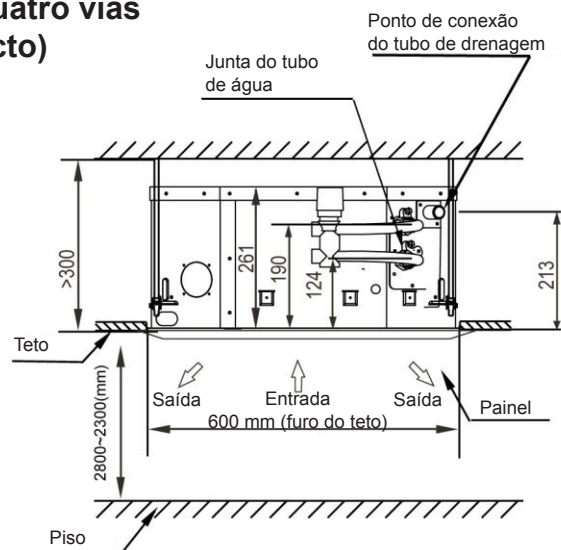 uatro vias
cto)
Ponto de conexão
do tubo de drenagem
Junta do tubo
de água
>300
261
190
124
213
Teto
Saída
Entrada
Saída
Painel
600 mm (furo do teto)
2800~2300(mm)
Piso